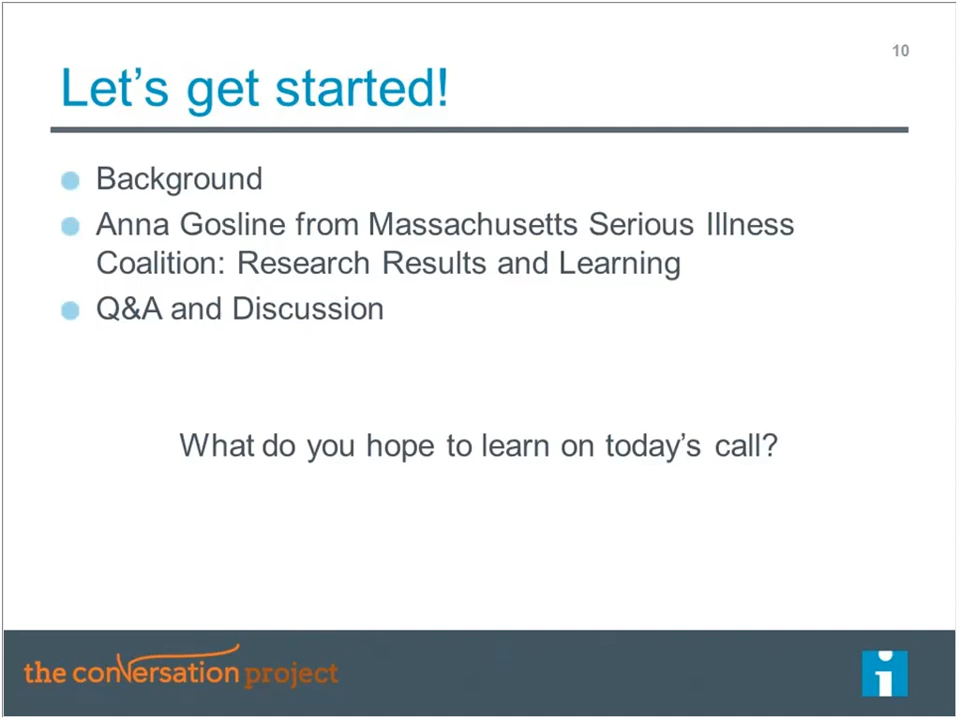 10
Let's get started!
Background
Anna Gosline from Massachusetts Serious Illness
Coalition: Research Results and Learning
Q&A and Discussion
What do you hope to learn on today's call?
the conversation project
i